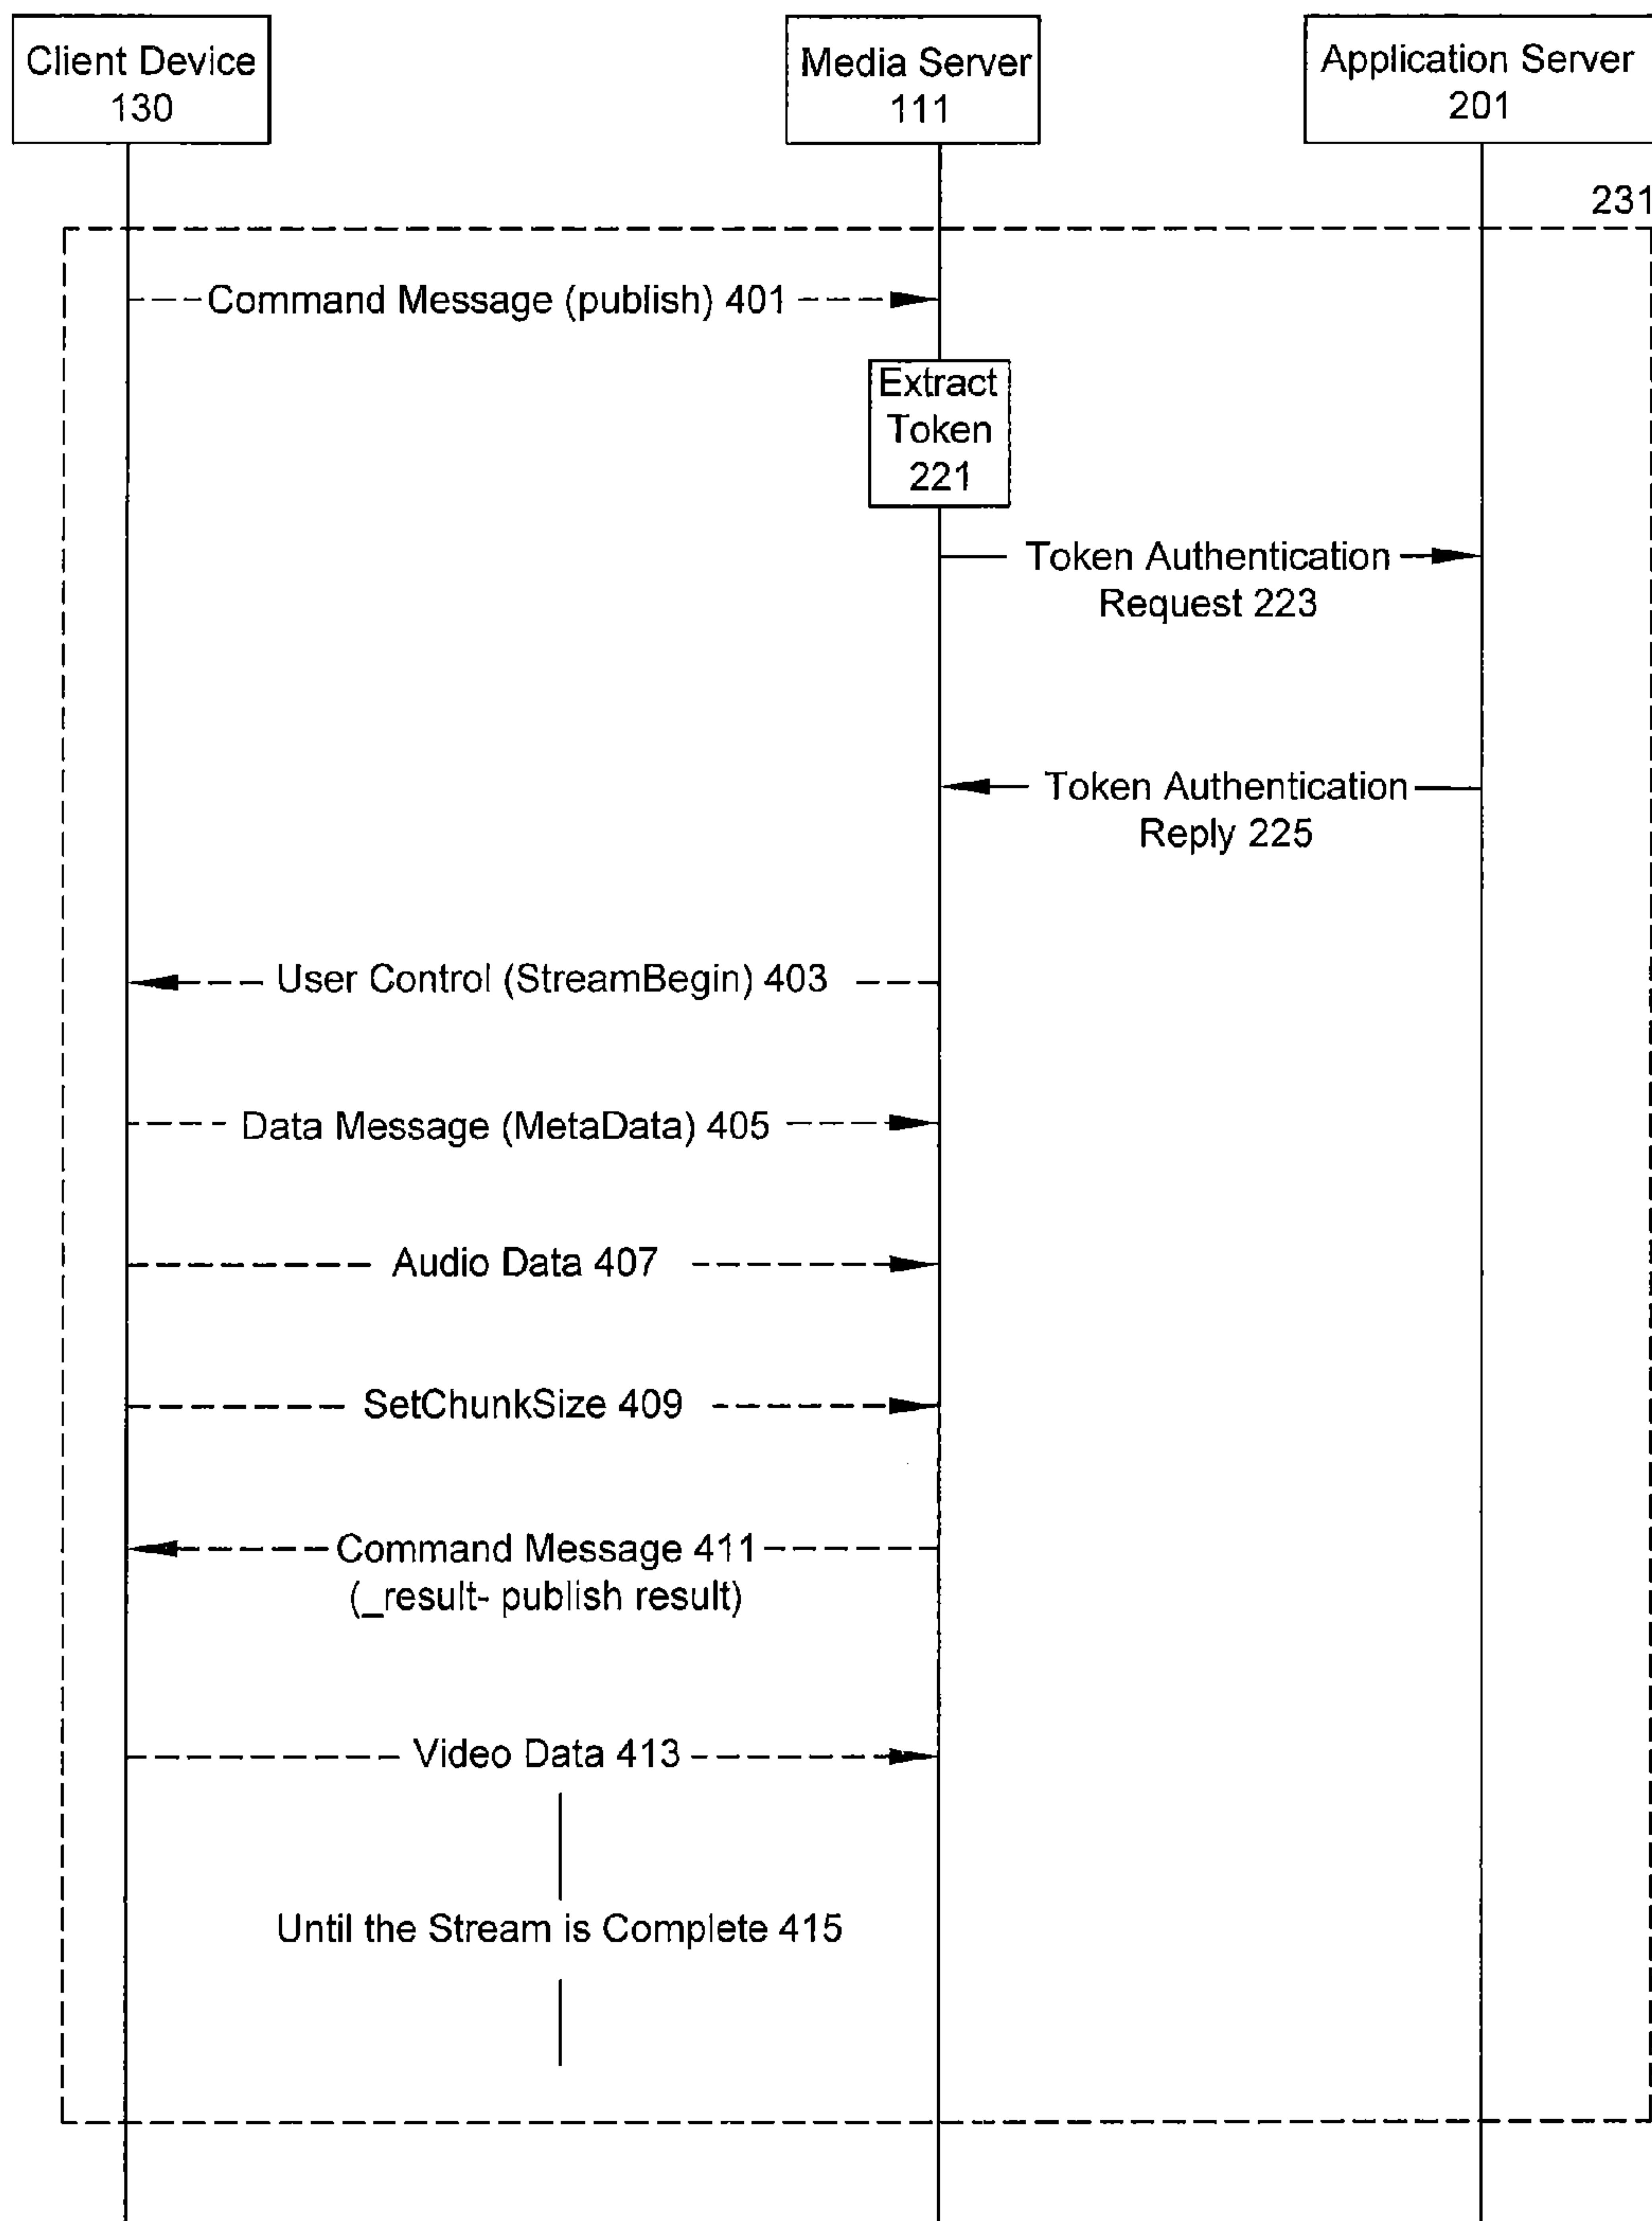 Client Device
130
Media Server
111
Application Server
201
231
Command Message (publish) 401
Extract
Token
221
Token Authentication
Request 223
Token Authentication
Reply 225
User Control (StreamBegin) 403
Data Message (MetaData) 405
Audio Data 407
SetChunkSize 409
Command Message 411
(_result- publish result)
Video Data 413
Until the Stream is Complete 415